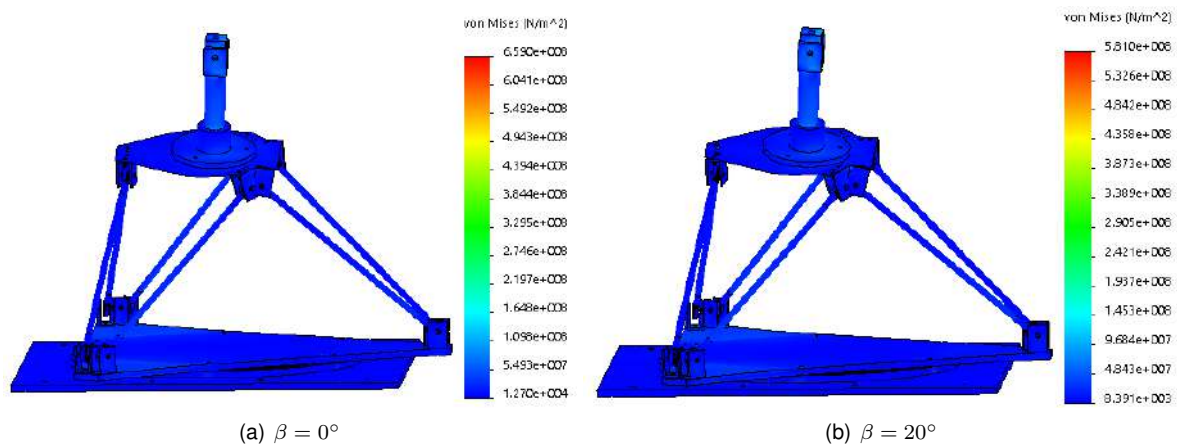 von Mises (N/m^2)
6.590e+008
6.041e+008
5.492e+008
4.943e+008
4.394e+008
3.844e+008
3.295e+008
2.746e+008
2.197e+008
1.648e+008
1.098e+008
5.493e+007
1.270e+004
(a) β = 0°
von Mises (N/m^2)
5.810e+008
5.326e+008
4.842e+008
4.358e+008
3.873e+008
3.389e+008
2.905e+008
2.421e+008
1.937e+008
1.453e+008
9.684e+007
4.843e+007
8.391e+003
(b) β = 20°